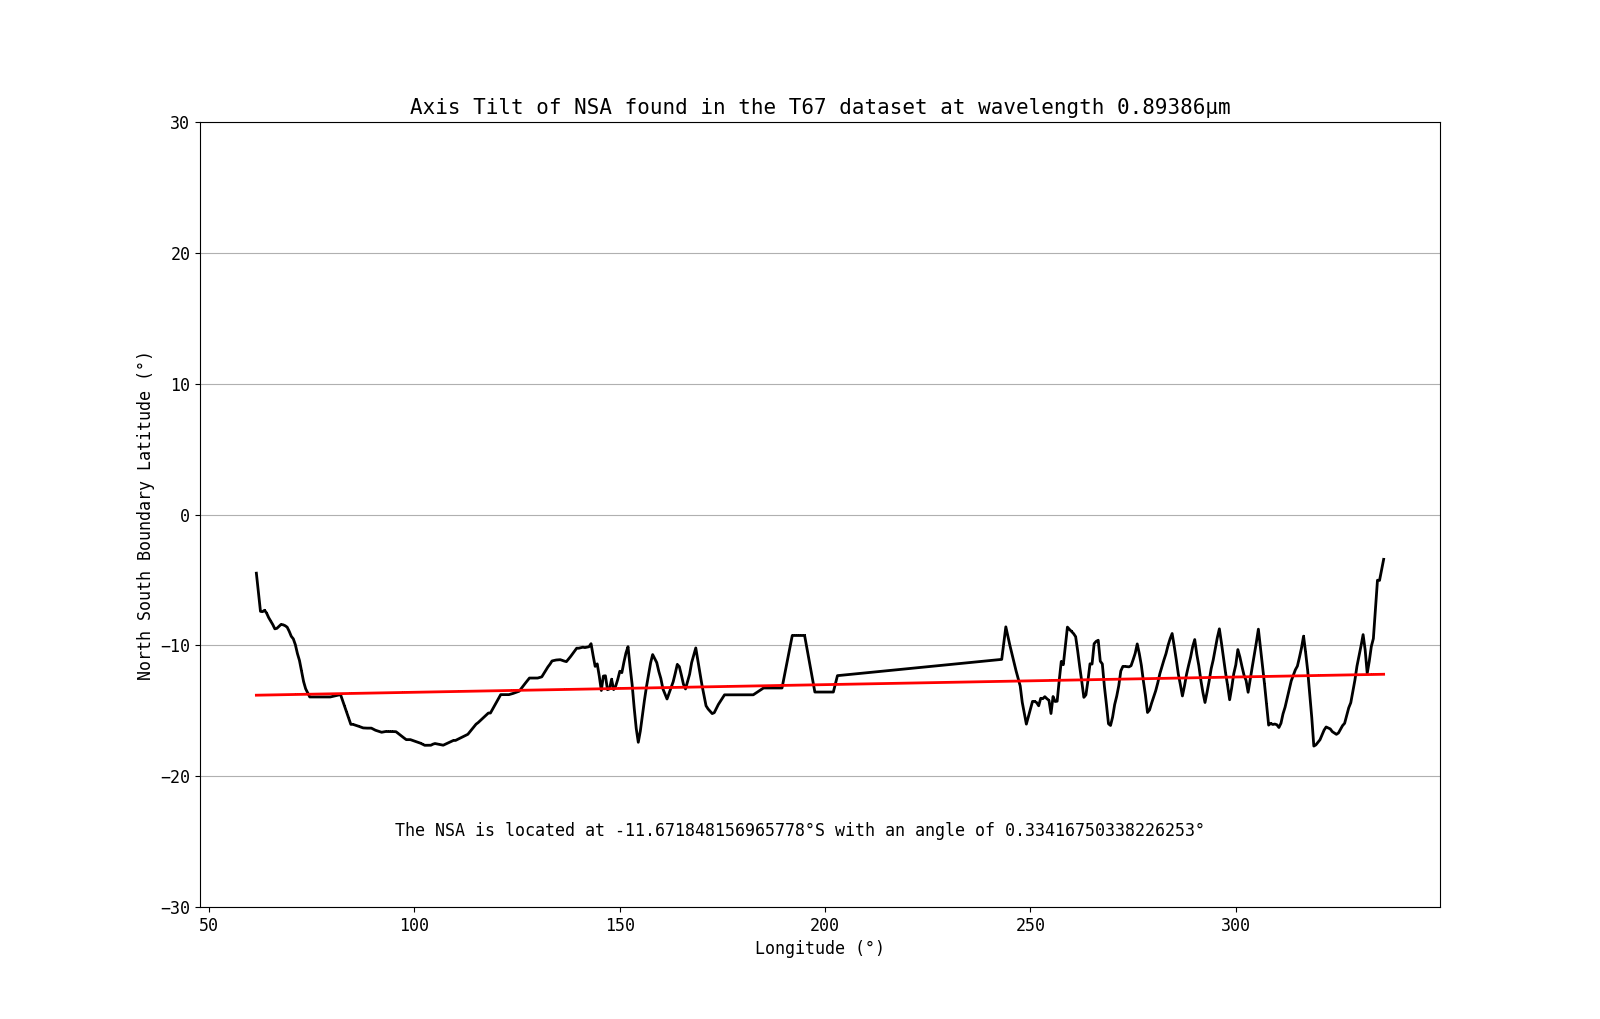 Axis Tilt of NSA found in the T67 dataset at wavelength 0.89386µm
30
20
10
0
−10
−20
−30
North South Boundary Latitude (°)
The NSA is located at -11.671848156965778°S with an angle of 0.33416750338226253°
50 100 150 200 250 300
Longitude (°)